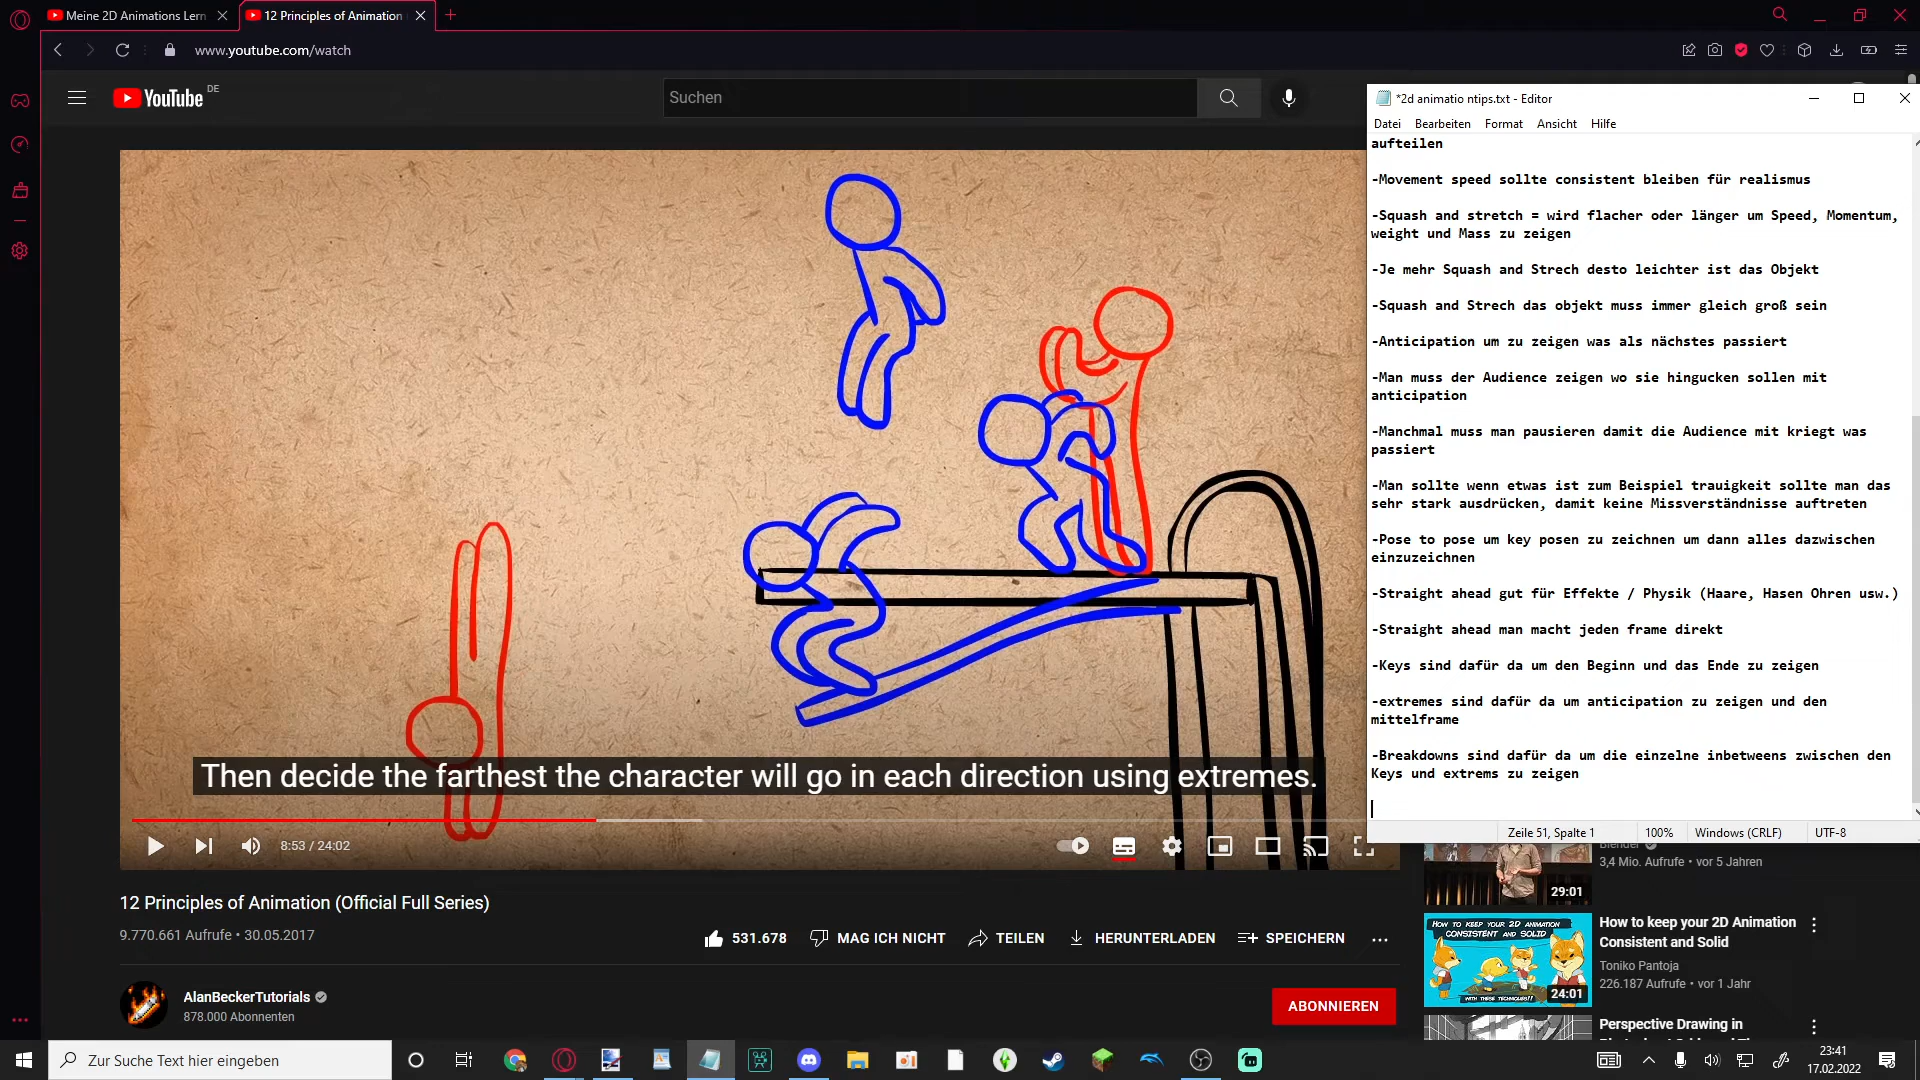 Meine 2D Animations Lern
12 Principles of Animation
www.youtube.com/watch
YouTube DE
Suchen
*2d animatio ntips.txt - Editor
Datei Bearbeiten Format Ansicht Hilfe
aufteilen
-Movement speed sollte consistent bleiben für realismus
-Squash and stretch = wird flacher oder länger um Speed, Momentum,
weight und Mass zu zeigen
-Je mehr Squash and Strech desto leichter ist das Objekt
-Squash and Strech das objekt muss immer gleich groß sein
-Anticipation um zu zeigen was als nächstes passiert
-Man muss der Audience zeigen wo sie hingucken sollen mit
anticipation
-Manchmal muss man pausieren damit die Audience mit kriegt was
passiert
-Man sollte wenn etwas ist zum Beispiel trauigkeit sollte man das
sehr stark ausdrücken, damit keine Missverständnisse auftreten
-Pose to pose um key posen zu zeichnen um dann alles dazwischen
einzuzeichnen
-Straight ahead gut für Effekte / Physik (Haare, Hasen Ohren usw.)
-Straight ahead man macht jeden frame direkt
-Keys sind dafür da um den Beginn und das Ende zu zeigen
-extremes sind dafür da um anticipation zu zeigen und den
mittelframe
-Breakdowns sind dafür da um die einzelne inbetweens zwischen den
Keys und extrems zu zeigen
Zeile 51, Spalte 1 100% Windows (CRLF) UTF-8
Then decide the farthest the character will go in each direction using extremes.
8:53 / 24:02
12 Principles of Animation (Official Full Series)
9.770.661 Aufrufe • 30.05.2017
531.678 MAG ICH NICHT TEILEN HERUNTERLADEN SPEICHERN
AlanBeckerTutorials
878.000 Abonnenten
ABONNIEREN
Blender
3,4 Mio. Aufrufe • vor 5 Jahren
29:01
HOW TO KEEP YOUR 2D ANIMATION
CONSISTENT AND SOLID
WITH THESE TECHNIQUES!!
24:01
How to keep your 2D Animation
Consistent and Solid
Toniko Pantoja
226.187 Aufrufe • vor 1 Jahr
Perspective Drawing in
Zur Suche Text hier eingeben
23:41
17.02.2022